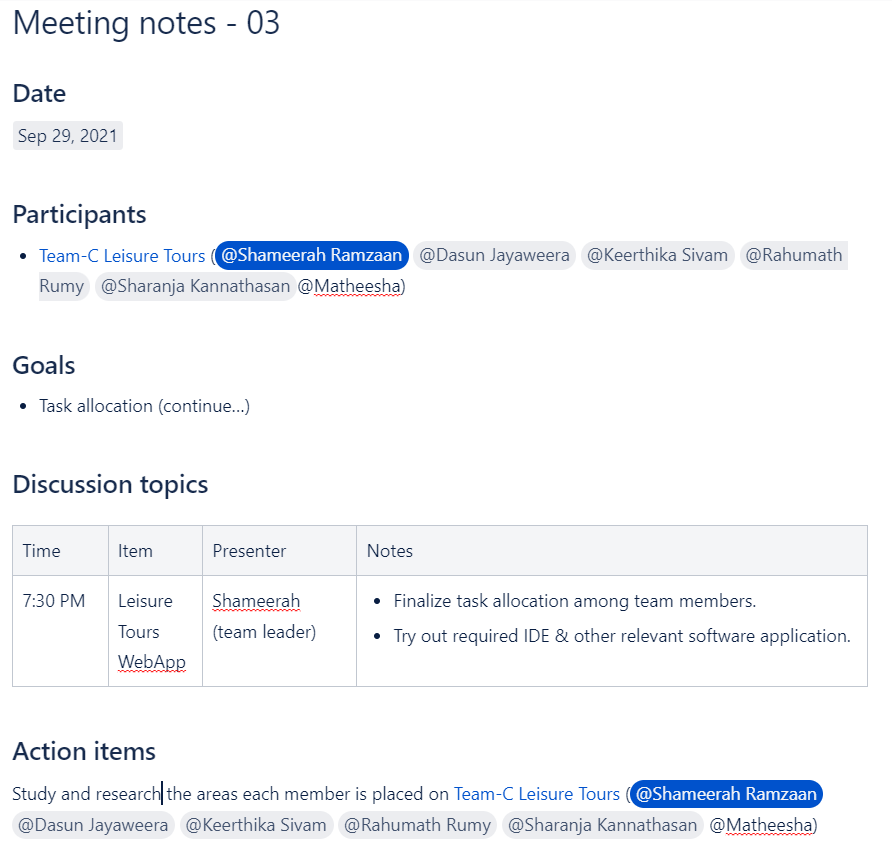 Meeting notes - 03
Date
Sep 29, 2021
Participants
• Team-C Leisure Tours (@Shameerah Ramzaan @Dasun Jayaweera @Keerthika Sivam @Rahumath
Rumy @Sharanja Kannathasan @Matheesha)
Goals
• Task allocation (continue...)
Discussion topics
Time Item Presenter Notes
7:30 PM Leisure Shameerah • Finalize task allocation among team members.
Tours (team leader) • Try out required IDE & other relevant software application.
WebApp
Action items
Study and research the areas each member is placed on Team-C Leisure Tours (@Shameerah Ramzaan
@Dasun Jayaweera @Keerthika Sivam @Rahumath Rumy @Sharanja Kannathasan @Matheesha)